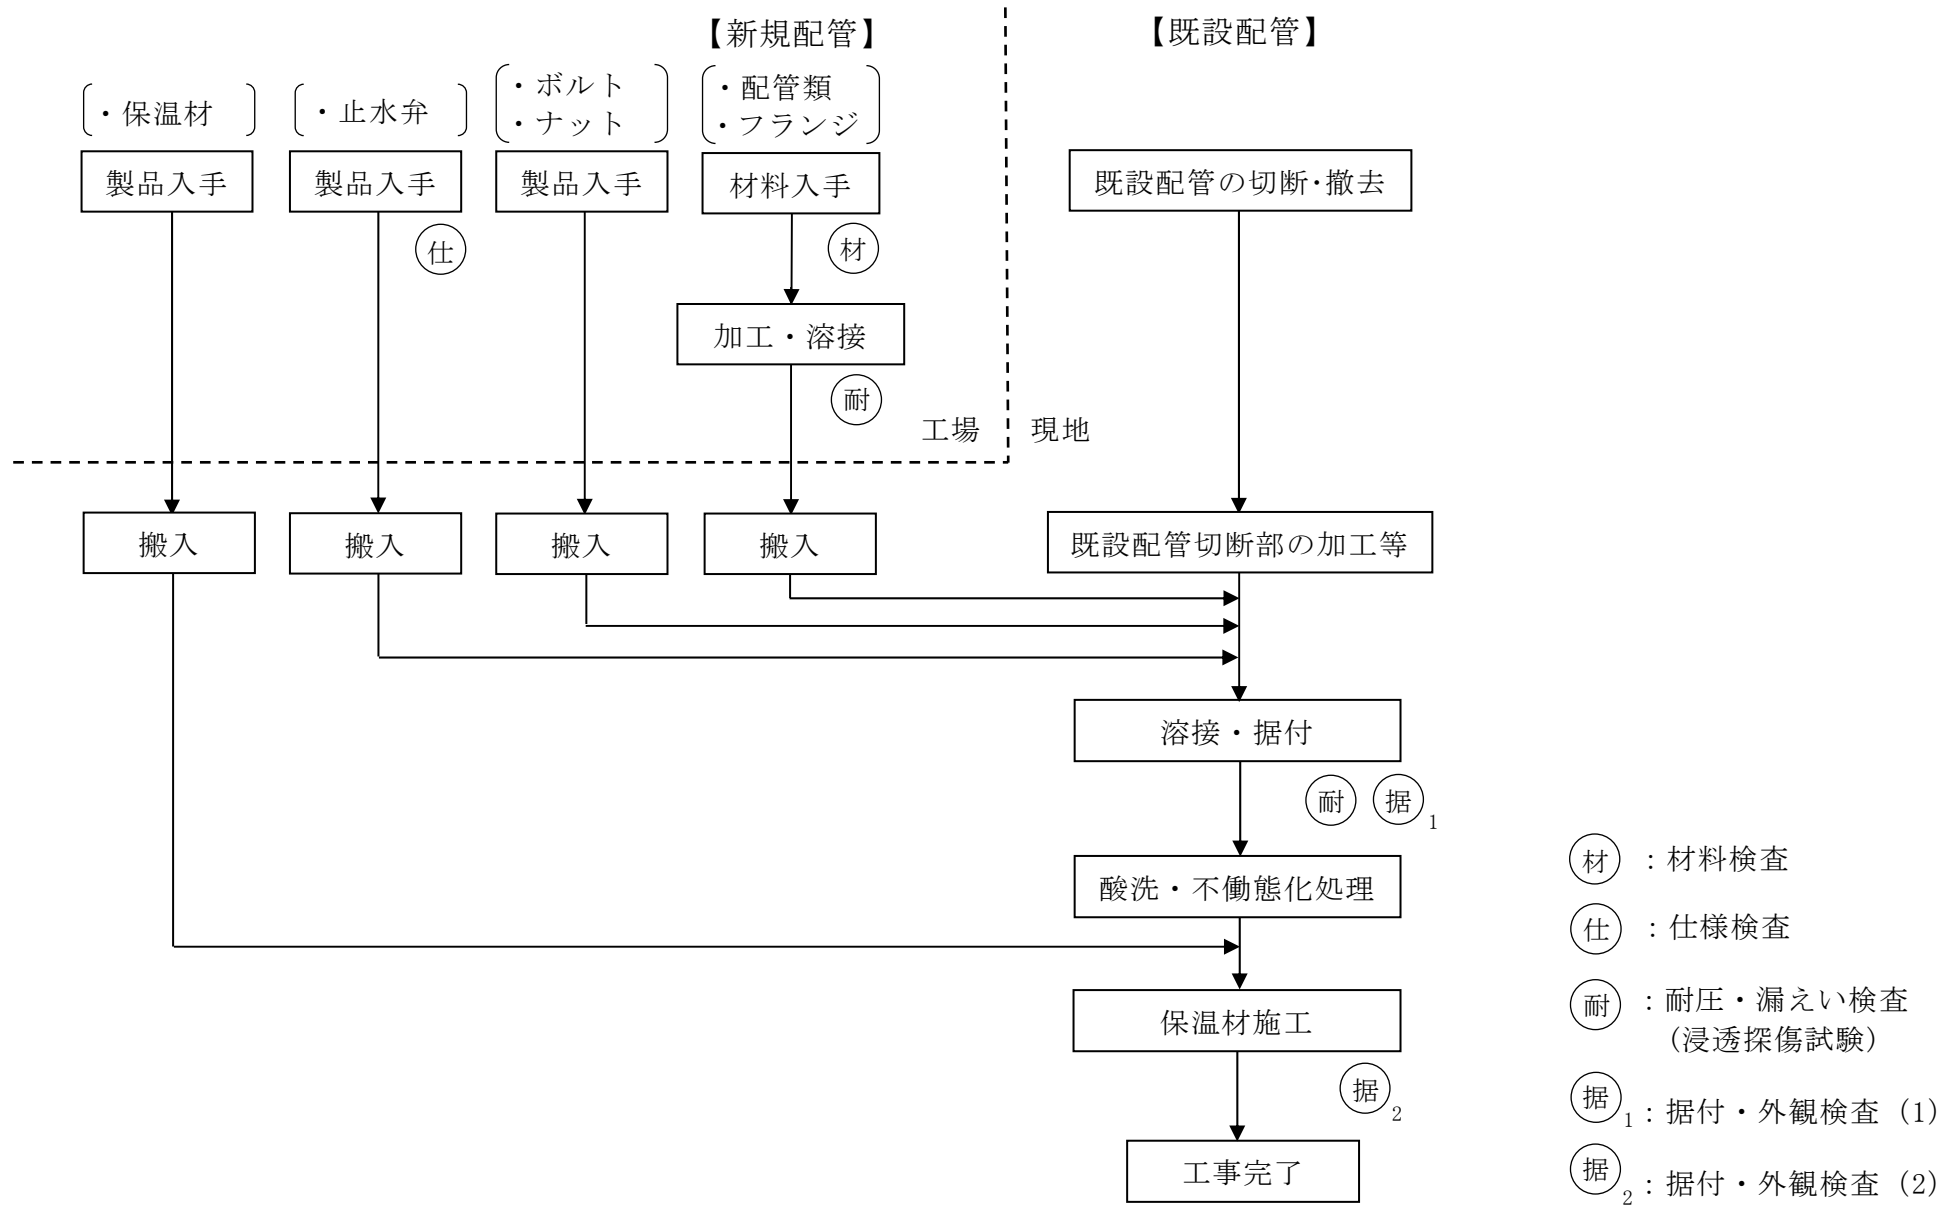 【新規配管】
【既設配管】
・保温材
・止水弁
・ボルト
・ナット
・配管類
・フランジ
製品入手
製品入手
製品入手
材料入手
既設配管の切断・撤去
仕
材
加工・溶接
耐
工場
現地
搬入
搬入
搬入
搬入
既設配管切断部の加工等
溶接・据付
耐
据1
酸洗・不働態化処理
保温材施工
据2
工事完了
材：材料検査
仕：仕様検査
耐：耐圧・漏えい検査
（浸透探傷試験）
据1：据付・外観検査（1）
据2：据付・外観検査（2）